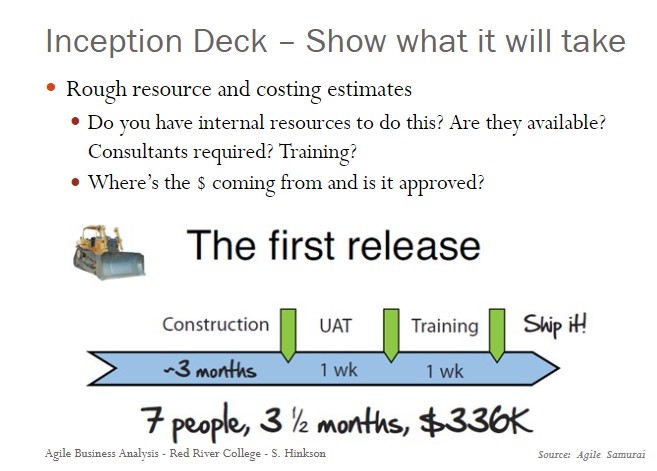 Inception Deck – Show what it will take
• Rough resource and costing estimates
• Do you have internal resources to do this? Are they available?
Consultants required? Training?
• Where's the $ coming from and is it approved?
The first release
Construction UAT Training Ship it!
~3 months 1 wk 1 wk
7 people, 3 ½ months, $336K
Agile Business Analysis - Red River College - S. Hinkson Source: Agile Samurai